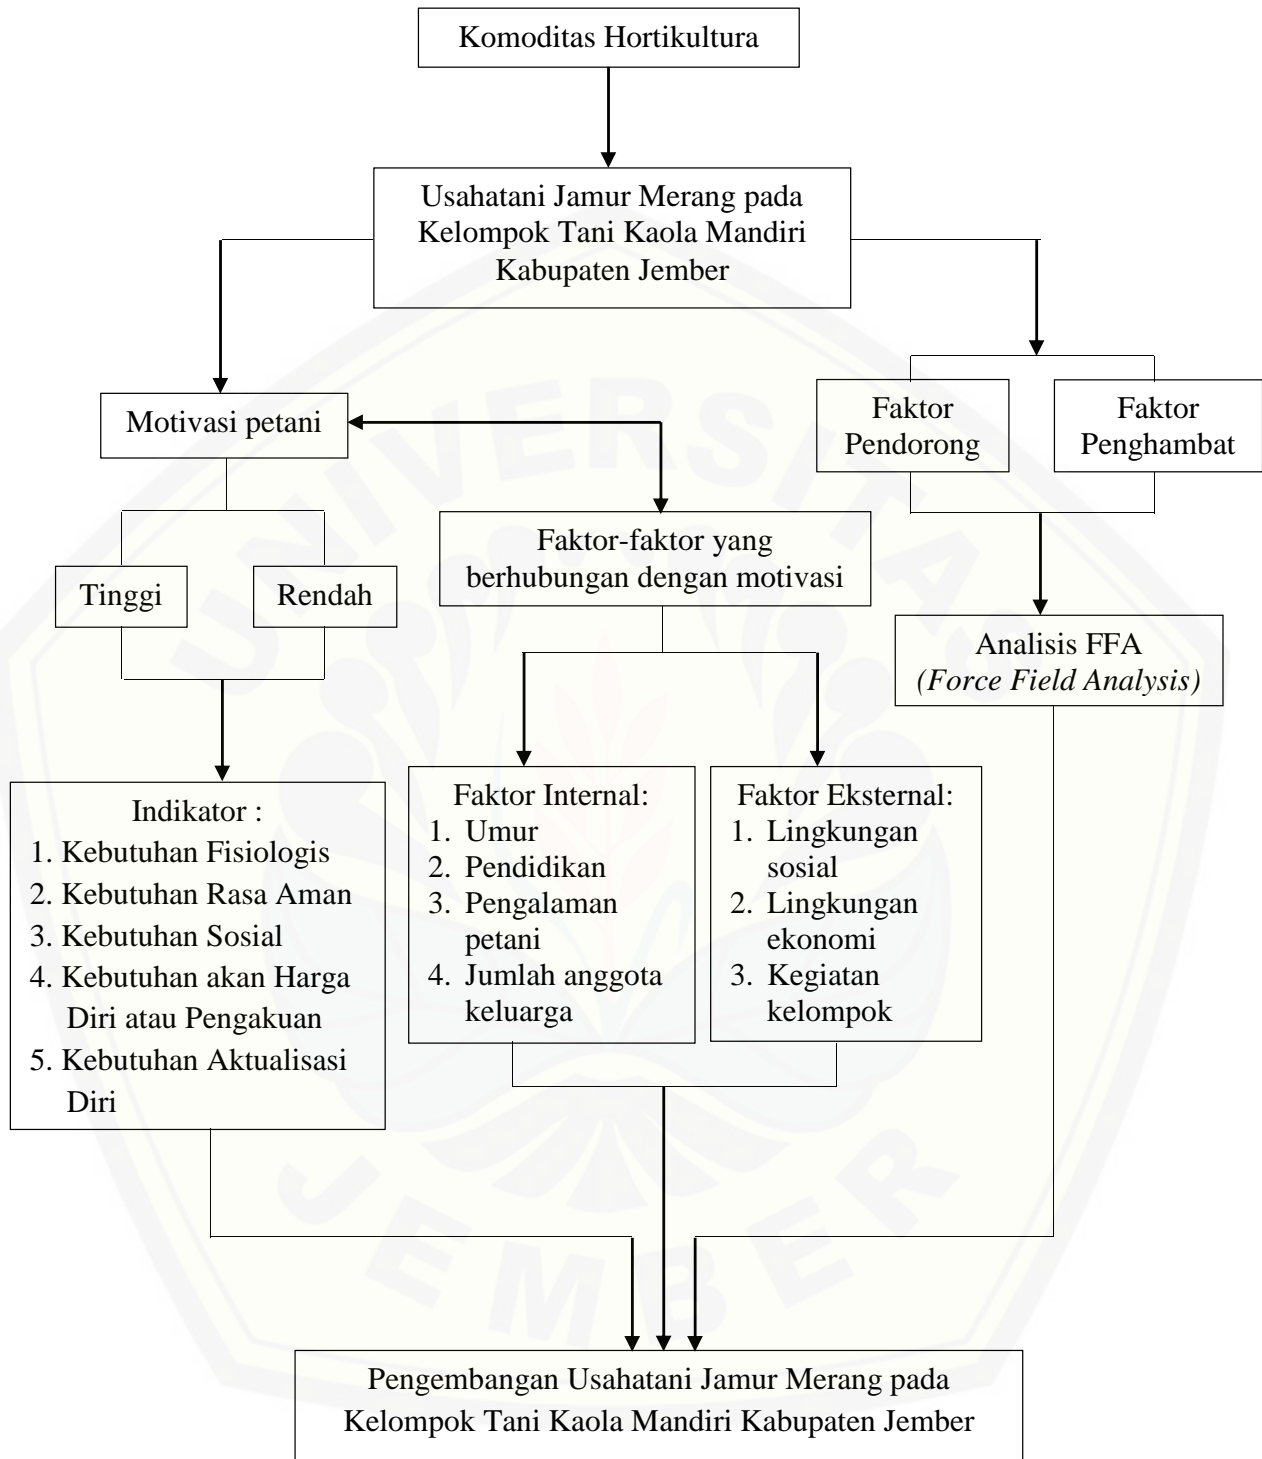 Komoditas Hortikultura
Usahatani Jamur Merang pada
Kelompok Tani Kaola Mandiri
Kabupaten Jember
Motivasi petani
Faktor
Pendorong
Faktor
Penghambat
Tinggi
Rendah
Faktor-faktor yang
berhubungan dengan motivasi
Analisis FFA
(Force Field Analysis)
Indikator :
1. Kebutuhan Fisiologis
2. Kebutuhan Rasa Aman
3. Kebutuhan Sosial
4. Kebutuhan akan Harga
Diri atau Pengakuan
5. Kebutuhan Aktualisasi
Diri
Faktor Internal:
1. Umur
2. Pendidikan
3. Pengalaman
petani
4. Jumlah anggota
keluarga
Faktor Eksternal:
1. Lingkungan
sosial
2. Lingkungan
ekonomi
3. Kegiatan
kelompok
Pengembangan Usahatani Jamur Merang pada
Kelompok Tani Kaola Mandiri Kabupaten Jember
UNIVERSITAS
JEMBER